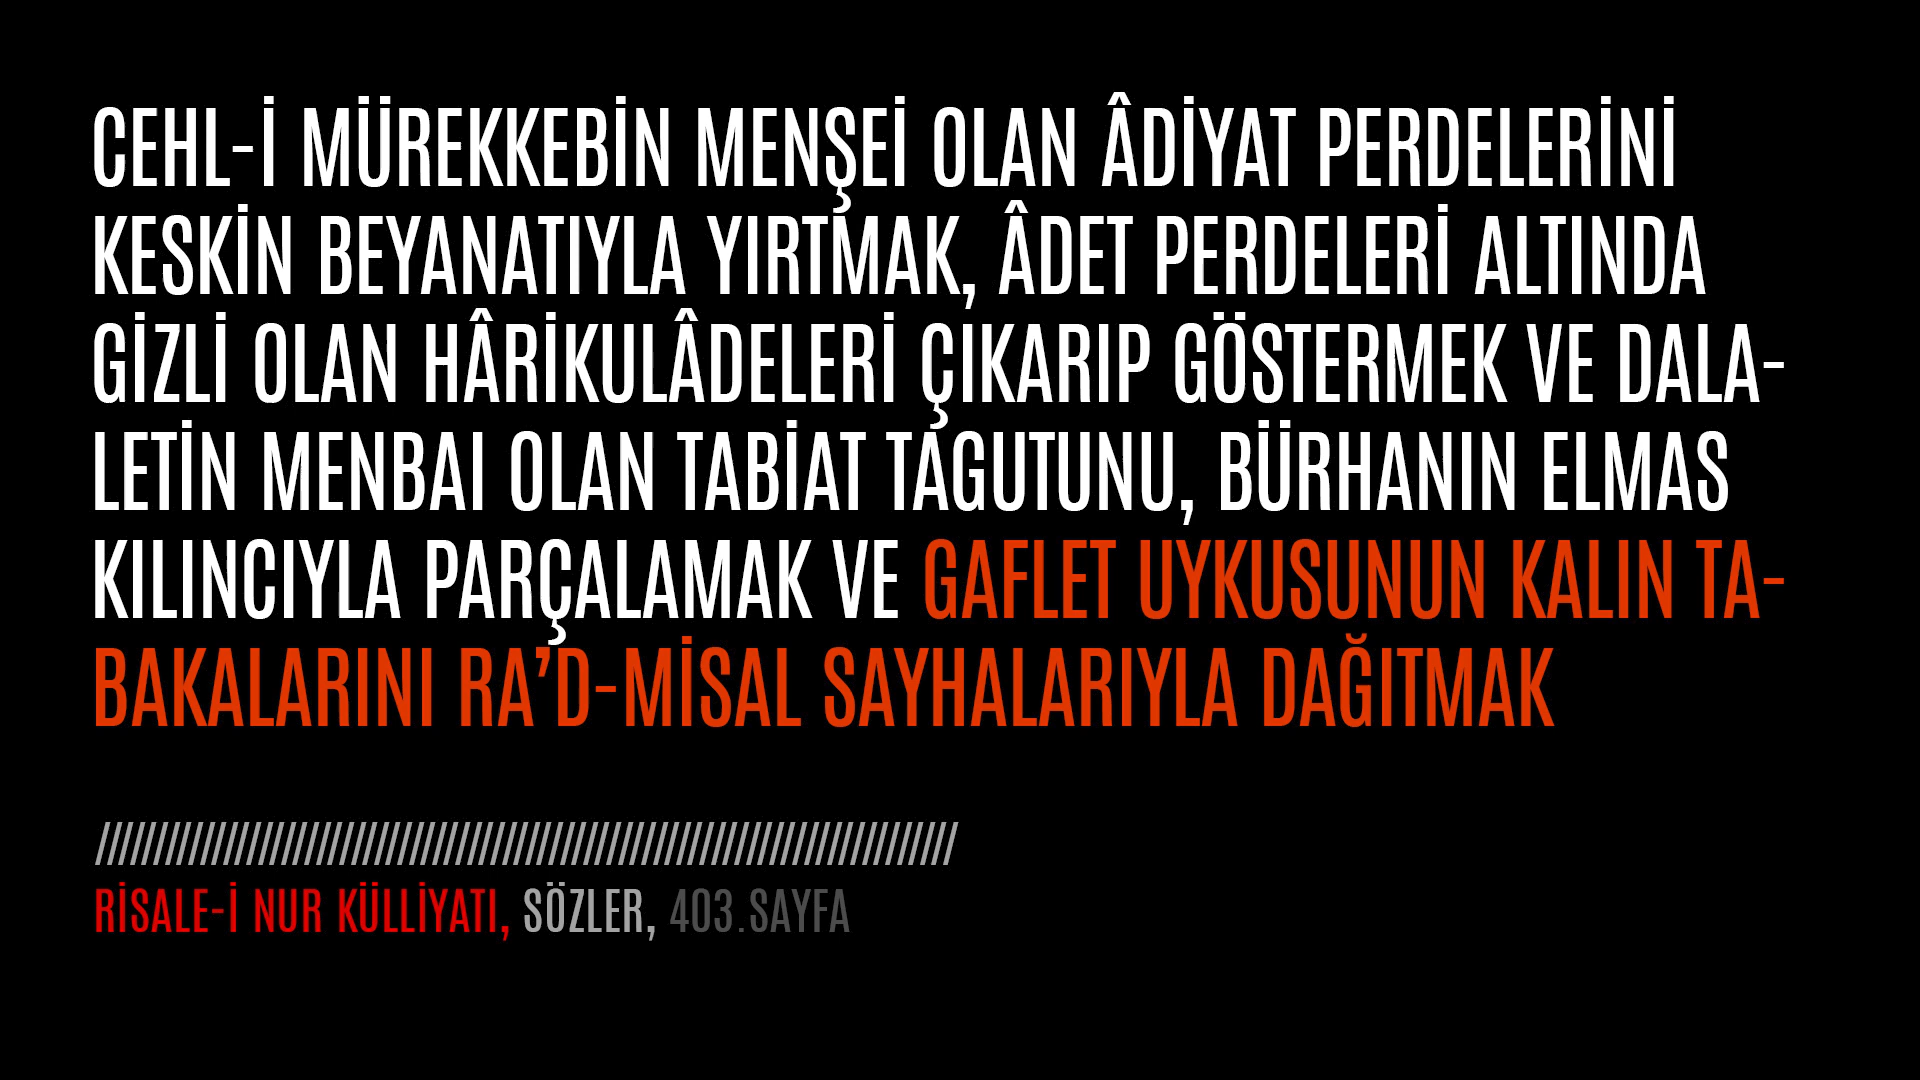 CEHL-İ MÜREKKEBİN MENŞEİ OLAN ÂDİYAT PERDELERİNİ
KESKİN BEYANATIYLA YIRTMAK, ÂDET PERDELERİ ALTINDA
GİZLİ OLAN HÂRİKULÂDELERİ ÇIKARIP GÖSTERMEK VE DALA-
LETİN MENBAI OLAN TABİAT TAGUTUNU, BÜRHANIN ELMAS
KILINCIYLA PARÇALAMAK VE GAFLET UYKUSUNUN KALIN TA-
BAKALARINI RA’D-MİSAL SAYHALARIYLA DAĞITMAK
RİSALE-İ NUR KÜLLİYATI, SÖZLER, 403.SAYFA